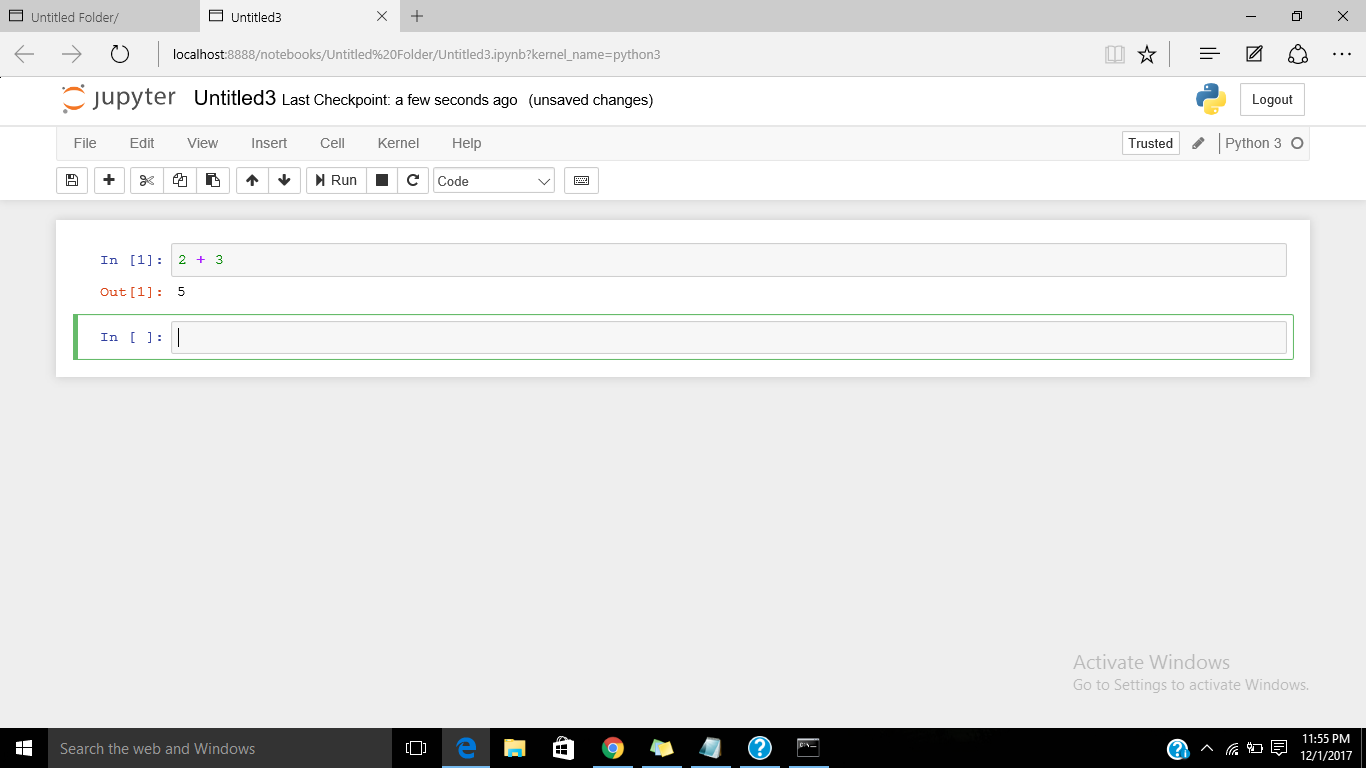 Untitled Folder/
Untitled3
localhost:8888/notebooks/Untitled%20Folder/Untitled3.ipynb?kernel_name=python3
jupyter Untitled3 Last Checkpoint: a few seconds ago (unsaved changes)
Logout
File Edit View Insert Cell Kernel Help
Trusted
Python 3
Run
Code
In [1]: 2 + 3
Out[1]: 5
In [ ]:
Activate Windows
Go to Settings to activate Windows.
Search the web and Windows
11:55 PM
12/1/2017